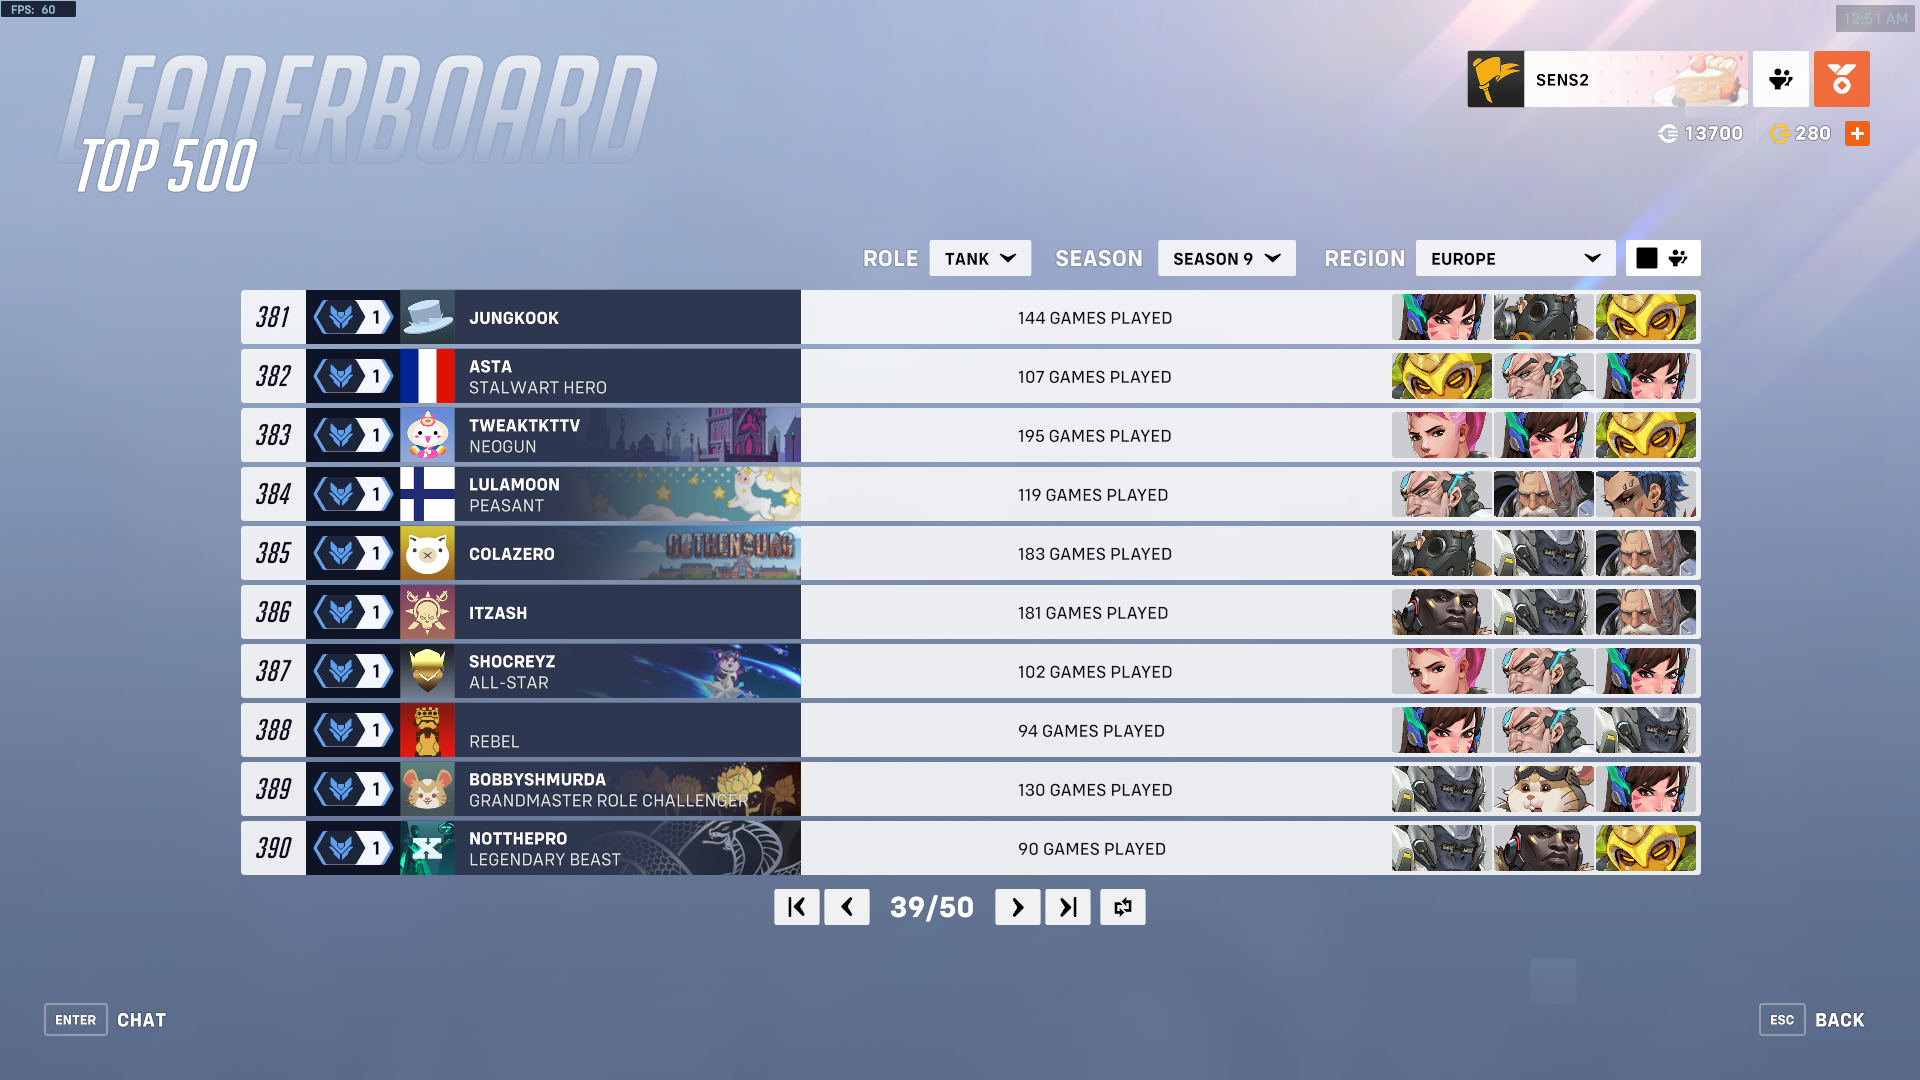 FPS: 60
12:51 AM
LEADERBOARD
TOP 500
SENS2
13700
280
ROLE TANK SEASON SEASON 9 REGION EUROPE
381 1 JUNGKOOK 144 GAMES PLAYED
382 1 ASTA 107 GAMES PLAYED
STALWART HERO
383 1 TWEAKTKTTV 195 GAMES PLAYED
NEOGUN
384 1 LULAMOON 119 GAMES PLAYED
PEASANT
385 1 COLAZERO GOTHENBURG 183 GAMES PLAYED
386 1 ITZASH 181 GAMES PLAYED
387 1 SHOCREYZ 102 GAMES PLAYED
ALL-STAR
388 1 94 GAMES PLAYED
REBEL
389 1 BOBBYSHMURDA 130 GAMES PLAYED
GRANDMASTER ROLE CHALLENGER
390 1 X NOTTHEPRO 90 GAMES PLAYED
LEGENDARY BEAST
39/50
ENTER CHAT
ESC BACK